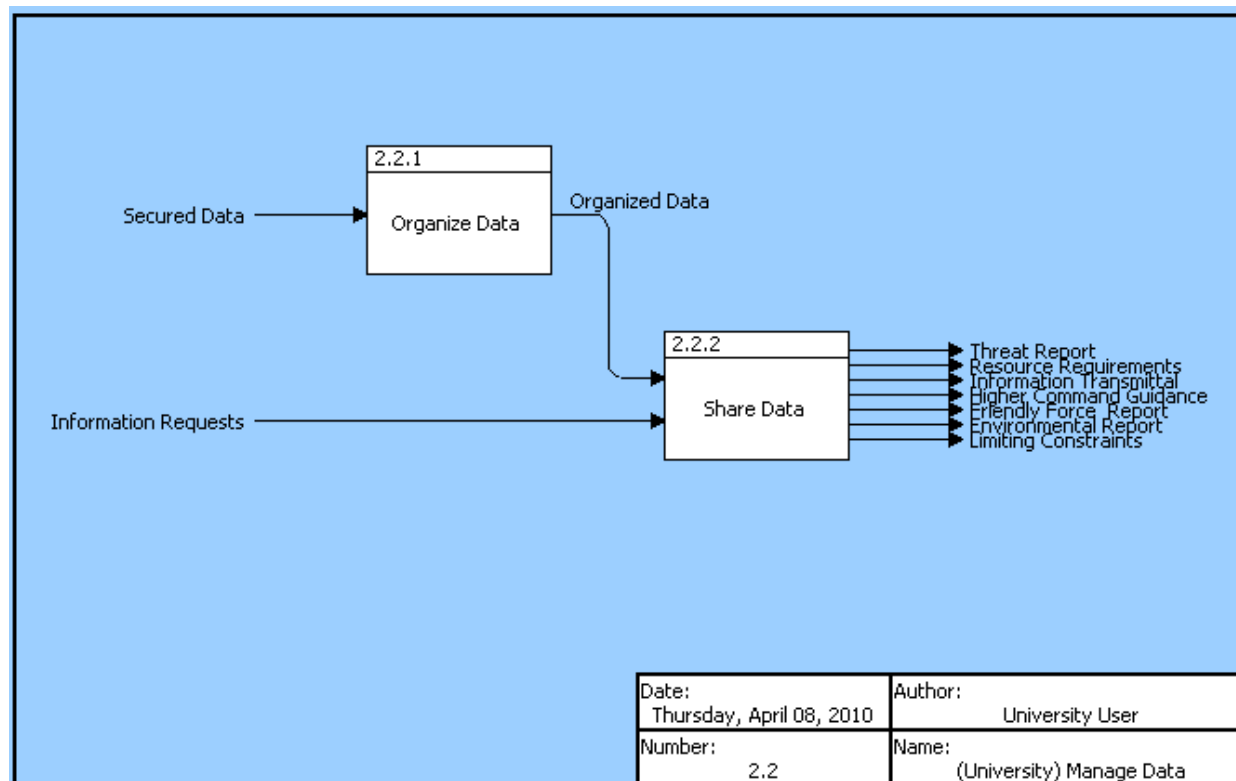 2.2.1
Organize Data
Secured Data
Organized Data
2.2.2
Share Data
Information Requests
Threat Report
Resource Requirements
Information Transmittal
Higher Command Guidance
Friendly Force  Report
Environmental Report
Limiting Constraints
Date:
Thursday, April 08, 2010
Author:
University User
Number:
2.2
Name:
(University) Manage Data